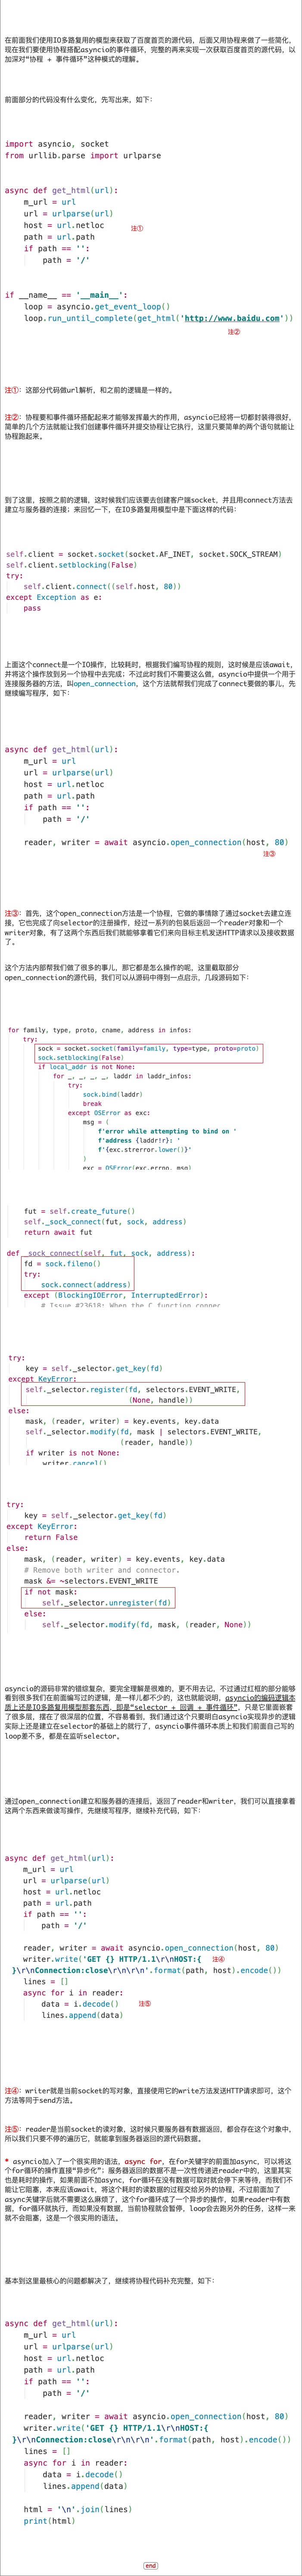 在前面我们使用IO多路复用的模型来获取了百度首页的源代码，后面又用协程来做了一些简化，
现在我们要使用协程搭配asyncio的事件循环，完整的再来实现一次获取百度首页的源代码，以
加深对“协程 + 事件循环”这种模式的理解。
前面部分的代码没有什么变化，先写出来，如下：
import asyncio, socket
from urllib.parse import urlparse
async def get_html(url):
m_url = url
url = urlparse(url)
host = url.netloc
注①
path = url.path
if path == '':
path = '/'
if __name__ == '__main__':
loop = asyncio.get_event_loop()
loop.run_until_complete(get_html('http://www.baidu.com'))
注②
注①：这部分代码做url解析，和之前的逻辑是一样的。
注②：协程要和事件循环搭配起来才能够发挥最大的作用，asyncio已经将一切都封装得很好，
简单的几个方法就能让我们创建事件循环并提交协程让它执行，这里只要简单的两个语句就能让
协程跑起来。
到了这里，按照之前的逻辑，这时候我们应该要去创建客户端socket，并且用connect方法去
建立与服务器的连接；来回忆一下，在IO多路复用模型中是下面这样的代码：
self.client = socket.socket(socket.AF_INET, socket.SOCK_STREAM)
self.client.setblocking(False)
try:
self.client.connect((self.host, 80))
except Exception as e:
pass
上面这个connect是一个IO操作，比较耗时，根据我们编写协程的规则，这时候是应该await，
并将这个操作放到另一个协程中去完成；不过此时我们不需要这么做，asyncio中提供一个用于
连接服务器的方法，叫open_connection，这个方法就帮我们完成了connect要做的事儿，先
继续编写程序，如下：
async def get_html(url):
m_url = url
url = urlparse(url)
host = url.netloc
path = url.path
if path == '':
path = '/'
reader, writer = await asyncio.open_connection(host, 80)
注③
注③：首先，这个open_connection方法是一个协程，它做的事情除了通过socket去建立连
接，它也完成了向selector的注册操作，经过一系列的包装后返回一个reader对象和一个
writer对象，有了这两个东西后我们就能够拿着它们来向目标主机发送HTTP请求以及接收数据
了。
这个方法内部帮我们做了很多的事儿，那它都是怎么操作的呢，这里截取部分
open_connection的源代码，我们可以从源码中得到一点启示，几段源码如下：
for family, type, proto, cname, address in infos:
try:
sock = socket.socket(family=family, type=type, proto=proto)
sock.setblocking(False)
if local_addr is not None:
for _, _, _, _, laddr in laddr_infos:
try:
sock.bind(laddr)
break
except OSError as exc:
msg = (
f'error while attempting to bind on '
f'address {laddr!r}: '
f'{exc.strerror.lower()}'
)
exc = OSError(exc.errno, msg)
fut = self.create_future()
self._sock_connect(fut, sock, address)
return await fut
def _sock_connect(self, fut, sock, address):
fd = sock.fileno()
try:
sock.connect(address)
except (BlockingIOError, InterruptedError):
# Issue #23618: When the C function connect
try:
key = self._selector.get_key(fd)
except KeyError:
self._selector.register(fd, selectors.EVENT_WRITE,
(None, handle))
else:
mask, (reader, writer) = key.events, key.data
self._selector.modify(fd, mask | selectors.EVENT_WRITE,
(reader, handle))
if writer is not None:
writer.cancel()
try:
key = self._selector.get_key(fd)
except KeyError:
return False
else:
mask, (reader, writer) = key.events, key.data
# Remove both writer and connector.
mask &= ~selectors.EVENT_WRITE
if not mask:
self._selector.unregister(fd)
else:
self._selector.modify(fd, mask, (reader, None))
asyncio的源码非常的错综复杂，要完全理解是很难的，更不用去记，不过通过红框的部分能够
看到很多我们在前面编写过的逻辑，是一样儿都不少的，这也就能说明，asyncio的编码逻辑本
质上还是IO多路复用模型那套东西，即是“selector + 回调 + 事件循环”，只是它里面嵌套
了很多层，摆在了很深层的位置，不容易看到，我们通过这个只要明白asyncio实现异步的逻辑
实际上还是建立在selector的基础上的就行了，asyncio事件循环本质上和我们前面自己写的
loop差不多，都是在监听selector。
通过open_connection建立和服务器的连接后，返回了reader和writer，我们可以直接拿着
这两个东西来做读写操作，先继续写程序，继续补充代码，如下：
async def get_html(url):
m_url = url
url = urlparse(url)
host = url.netloc
path = url.path
if path == '':
path = '/'
reader, writer = await asyncio.open_connection(host, 80)
writer.write('GET {} HTTP/1.1\r\nHOST:{ 注④
}\r\nConnection:close\r\n\r\n'.format(path, host).encode())
lines = []
async for i in reader:
data = i.decode() 注⑤
lines.append(data)
注④：writer就是当前socket的写对象，直接使用它的write方法发送HTTP请求即可，这个
方法等同于send方法。
注⑤：reader是当前socket的读对象，这时候只要服务器有数据返回，都会存在这个对象中，
所以我们只要不停的遍历它，就能拿到服务器返回的源代码数据。
* asyncio加入了一个很实用的语法，async for，在for关键字的前面加async，可以将这
个for循环的操作直接“异步化”；服务器返回的数据不是一次性传递进reader中的，这里其实
也是耗时的操作，如果前面不加async，for循环在没有数据可取时就会停下来等待，而我们不
能让它阻塞，本来应该await，将这个耗时的读数据的过程交给另外的协程，不过前面加了
async关键字后就不需要这么麻烦了，这个for循环成了一个异步的操作，如果reader中有数
据，for循环就执行，而如果没有数据，当前协程就会暂停，loop会去跑另外的任务，这样一来
就不会阻塞，这是一个很实用的语法。
基本到这里最核心的问题都解决了，继续将协程代码补充完整，如下：
async def get_html(url):
m_url = url
url = urlparse(url)
host = url.netloc
path = url.path
if path == '':
path = '/'
reader, writer = await asyncio.open_connection(host, 80)
writer.write('GET {} HTTP/1.1\r\nHOST:{
}\r\nConnection:close\r\n\r\n'.format(path, host).encode())
lines = []
async for i in reader:
data = i.decode()
lines.append(data)
html = '\n'.join(lines)
print(html)
end